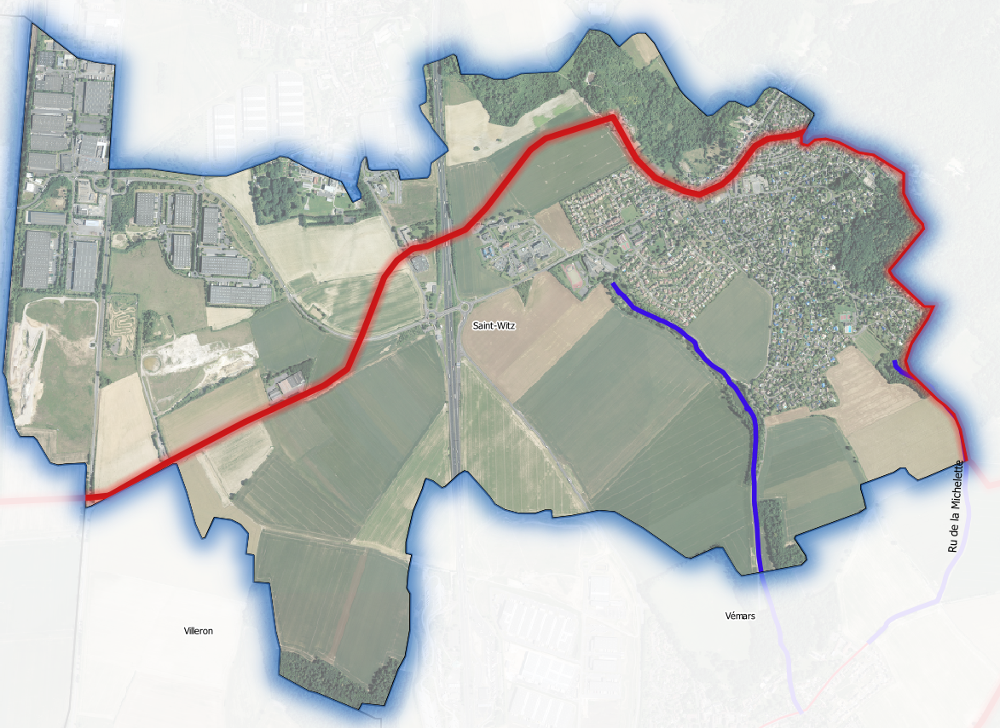 Saint-Witz
Ru de la Michelette
Vémars
Villeron